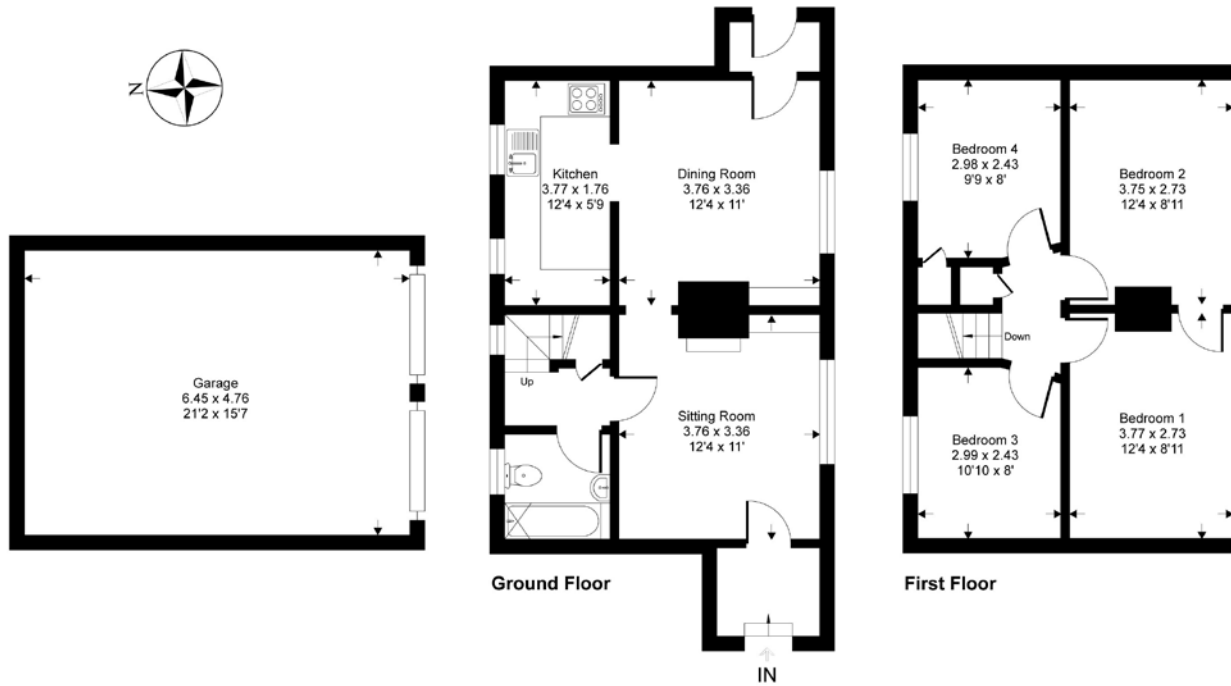 N
Garage
6.45 x 4.76
21'2 x 15'7
Kitchen
3.77 x 1.76
12'4 x 5'9
Dining Room
3.76 x 3.36
12'4 x 11'
Up
Sitting Room
3.76 x 3.36
12'4 x 11'
Ground Floor
IN
Bedroom 4
2.98 x 2.43
9'9 x 8'
Bedroom 2
3.75 x 2.73
12'4 x 8'11
Down
Bedroom 3
2.99 x 2.43
10'10 x 8'
Bedroom 1
3.77 x 2.73
12'4 x 8'11
First Floor